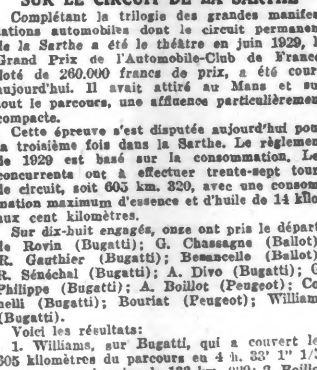 SUR LE CIRCUIT DE LA SARTHE
Complétant la trilogie des grandes manifes
tations automobiles dont le circuit permanen
de la Sarthe a été le théâtre en juin 1929, l
Grand Prix de l'Automobile-Club de Franc
doté de 260.000 francs de prix, a été cour
aujourd'hui. Il avait attiré au Mans et su
tout le parcours, une affluence particulièremen
compacte.
Cette épreuve s'est disputée aujourd'hui pou
la troisième fois dans la Sarthe. Le règlemen
de 1929 est basé sur la consommation. Le
concurrents ont à effectuer trente-sept tour
de circuit, soit 605 km. 320, avec une consom
mation maximum d'essence et d'huile de 14 kilo
aux cent kilomètres.
Sur dix-huit engagés, onze ont pris le départ
de Rovin (Bugatti); G. Chassagne (Ballot)
R. Gauthier (Bugatti); Besancelle (Ballot)
R. Sénéchal (Bugatti); A. Divo (Bugatti); G
Philippe (Bugatti); A. Boillot (Peugeot); Co
nelli (Bugatti); Bouriat (Peugeot); William
(Bugatti).
Voici les résultats:
1. Williams, sur Bugatti, qui a couvert le
605 kilomètres du parcours en 4 h. 33' 1" 1/5